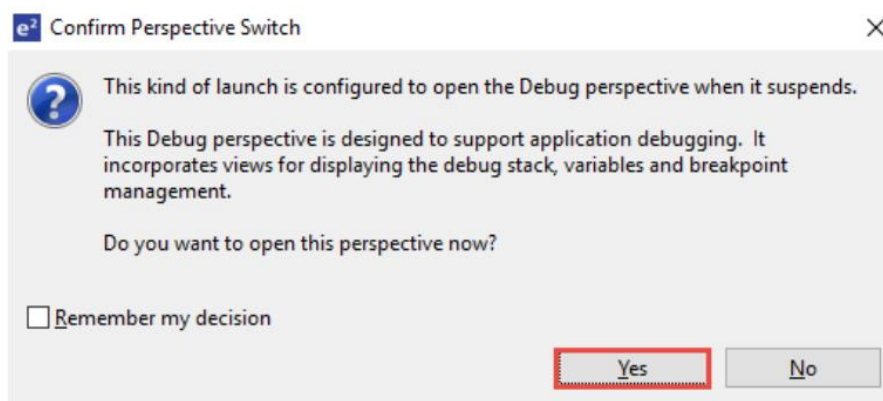 e² Confirm Perspective Switch
This kind of launch is configured to open the Debug perspective when it suspends.
This Debug perspective is designed to support application debugging.  It
incorporates views for displaying the debug stack, variables and breakpoint
management.
Do you want to open this perspective now?
Remember my decision
Yes No